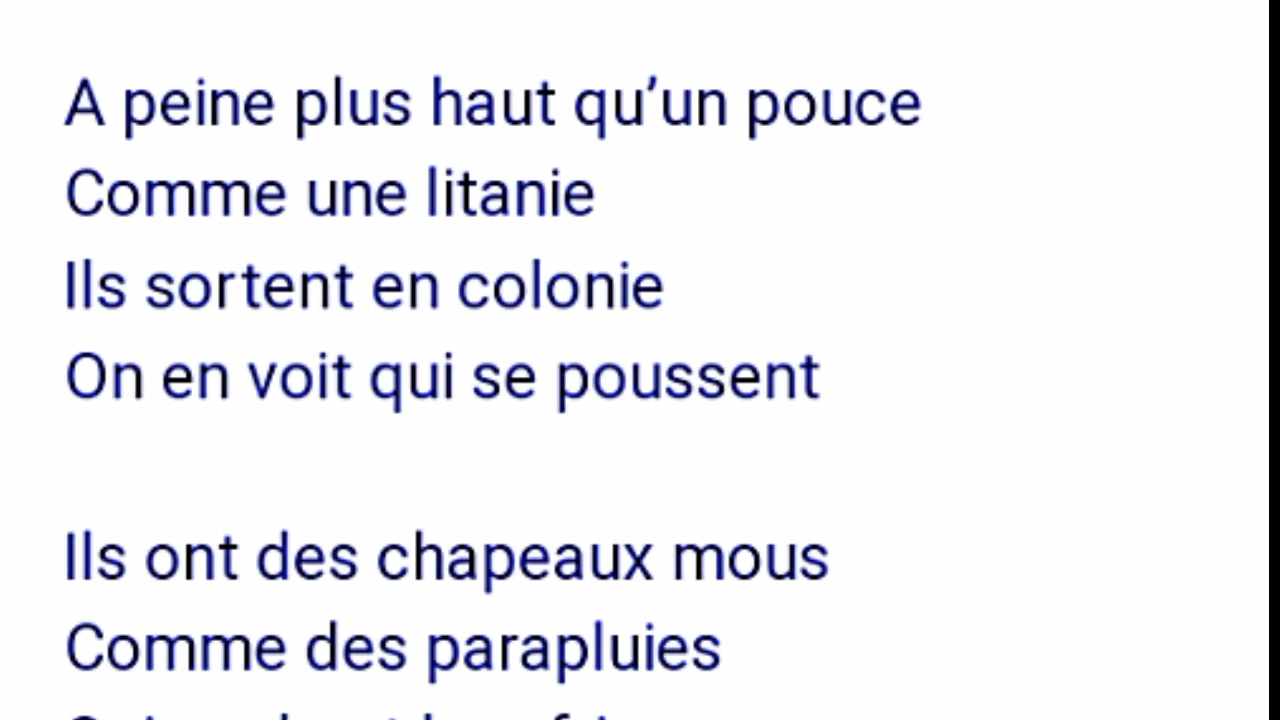 A peine plus haut qu’un pouce
Comme une litanie
Ils sortent en colonie
On en voit qui se poussent
Ils ont des chapeaux mous
Comme des parapluies